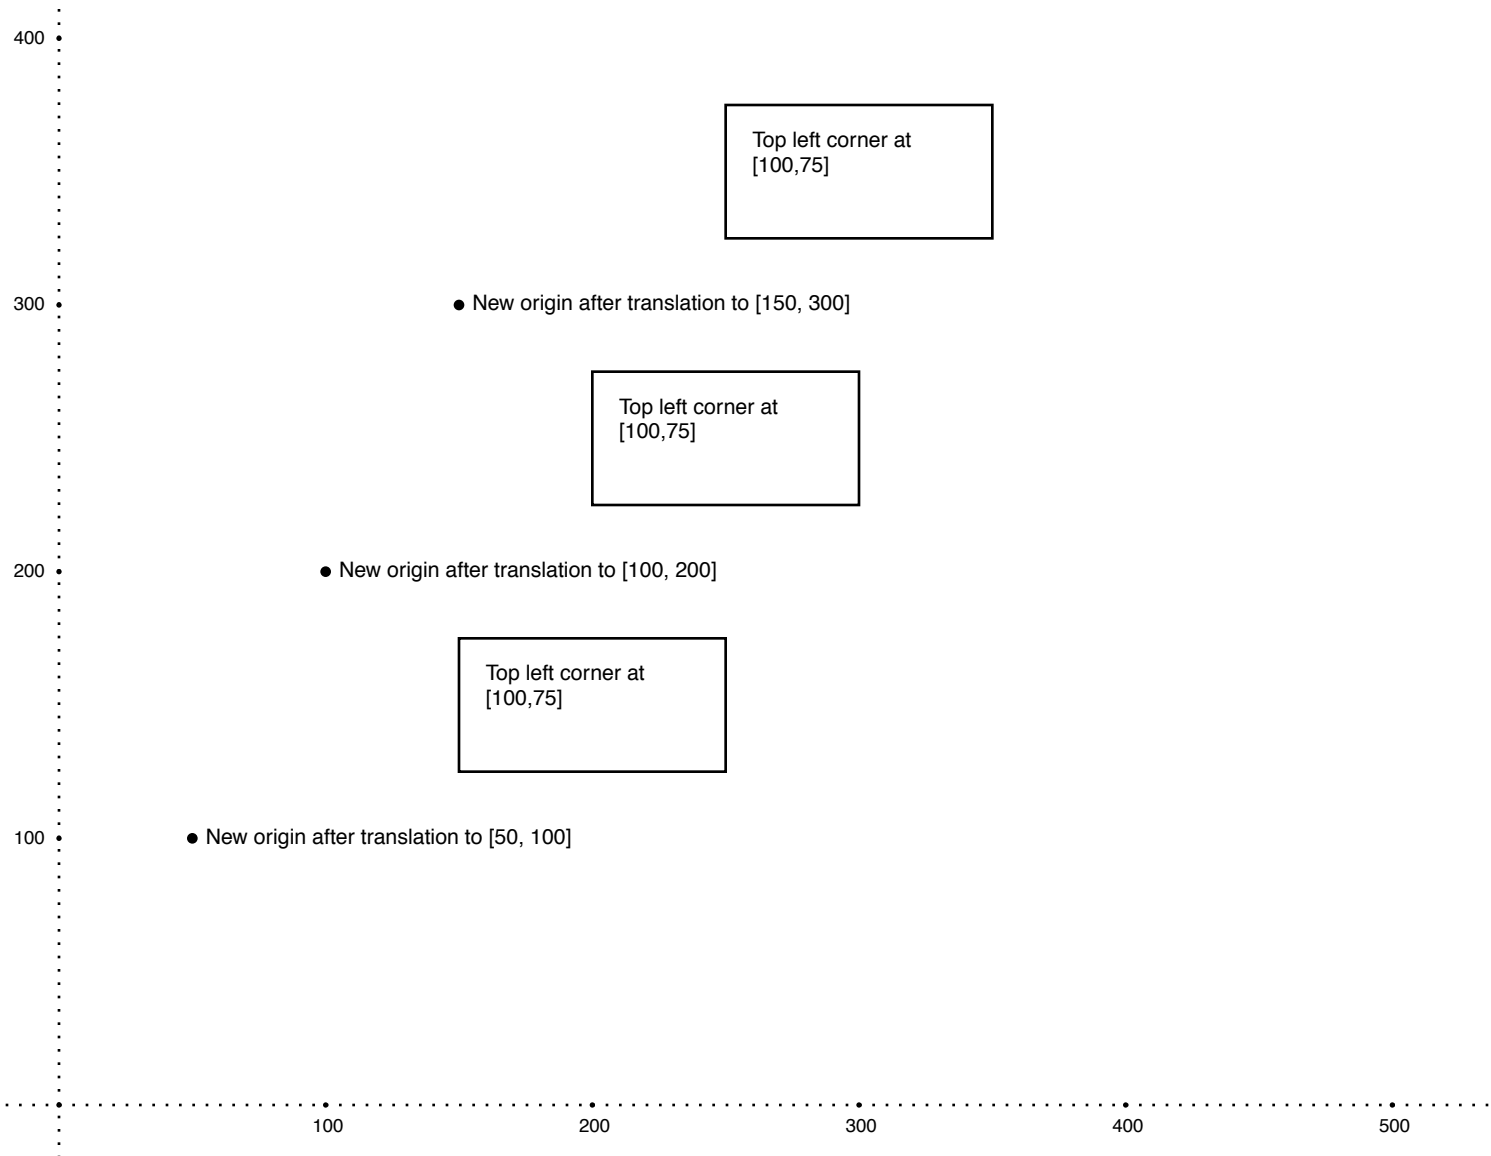 400
Top left corner at
[100,75]
300
New origin after translation to [150, 300]
Top left corner at
[100,75]
200
New origin after translation to [100, 200]
Top left corner at
[100,75]
100
New origin after translation to [50, 100]
100
200
300
400
500